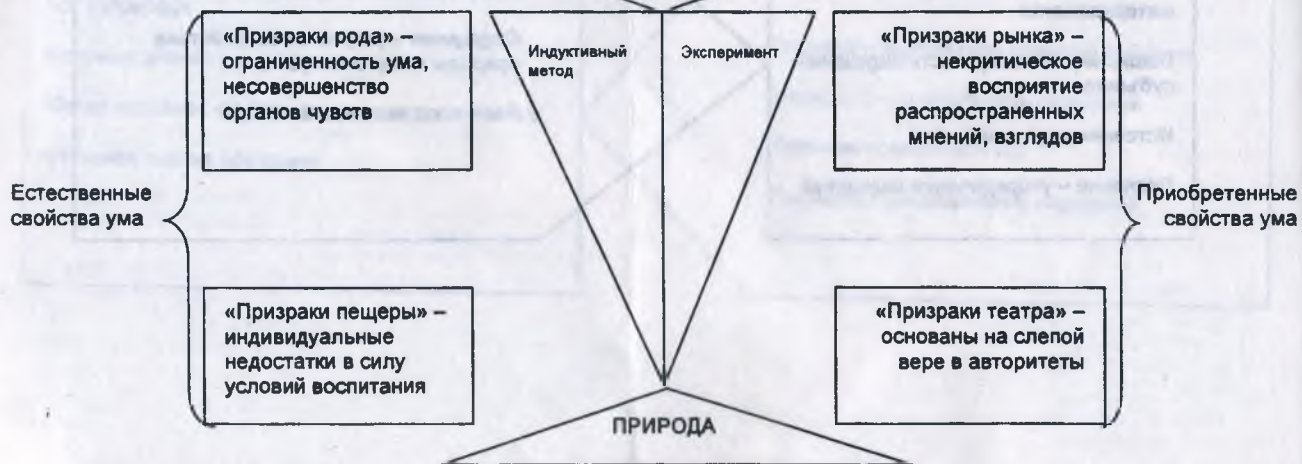 «Призраки рода» –
ограниченность ума,
несовершенство
органов чувств
Индуктивный
метод
Эксперимент
«Призраки рынка» –
некритическое
восприятие
распространенных
мнений, взглядов
Естественные
свойства ума
Приобретенные
свойства ума
«Призраки пещеры» –
индивидуальные
недостатки в силу
условий воспитания
«Призраки театра» –
основаны на слепой
вере в авторитеты
ПРИРОДА